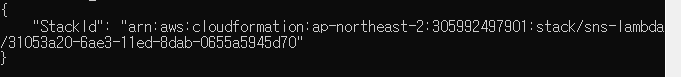 {
    "StackId": "arn:aws:cloudformation:ap-northeast-2:305992497901:stack/sns-lambda
/31053a20-6ae3-11ed-8dab-0655a5945d70"
}